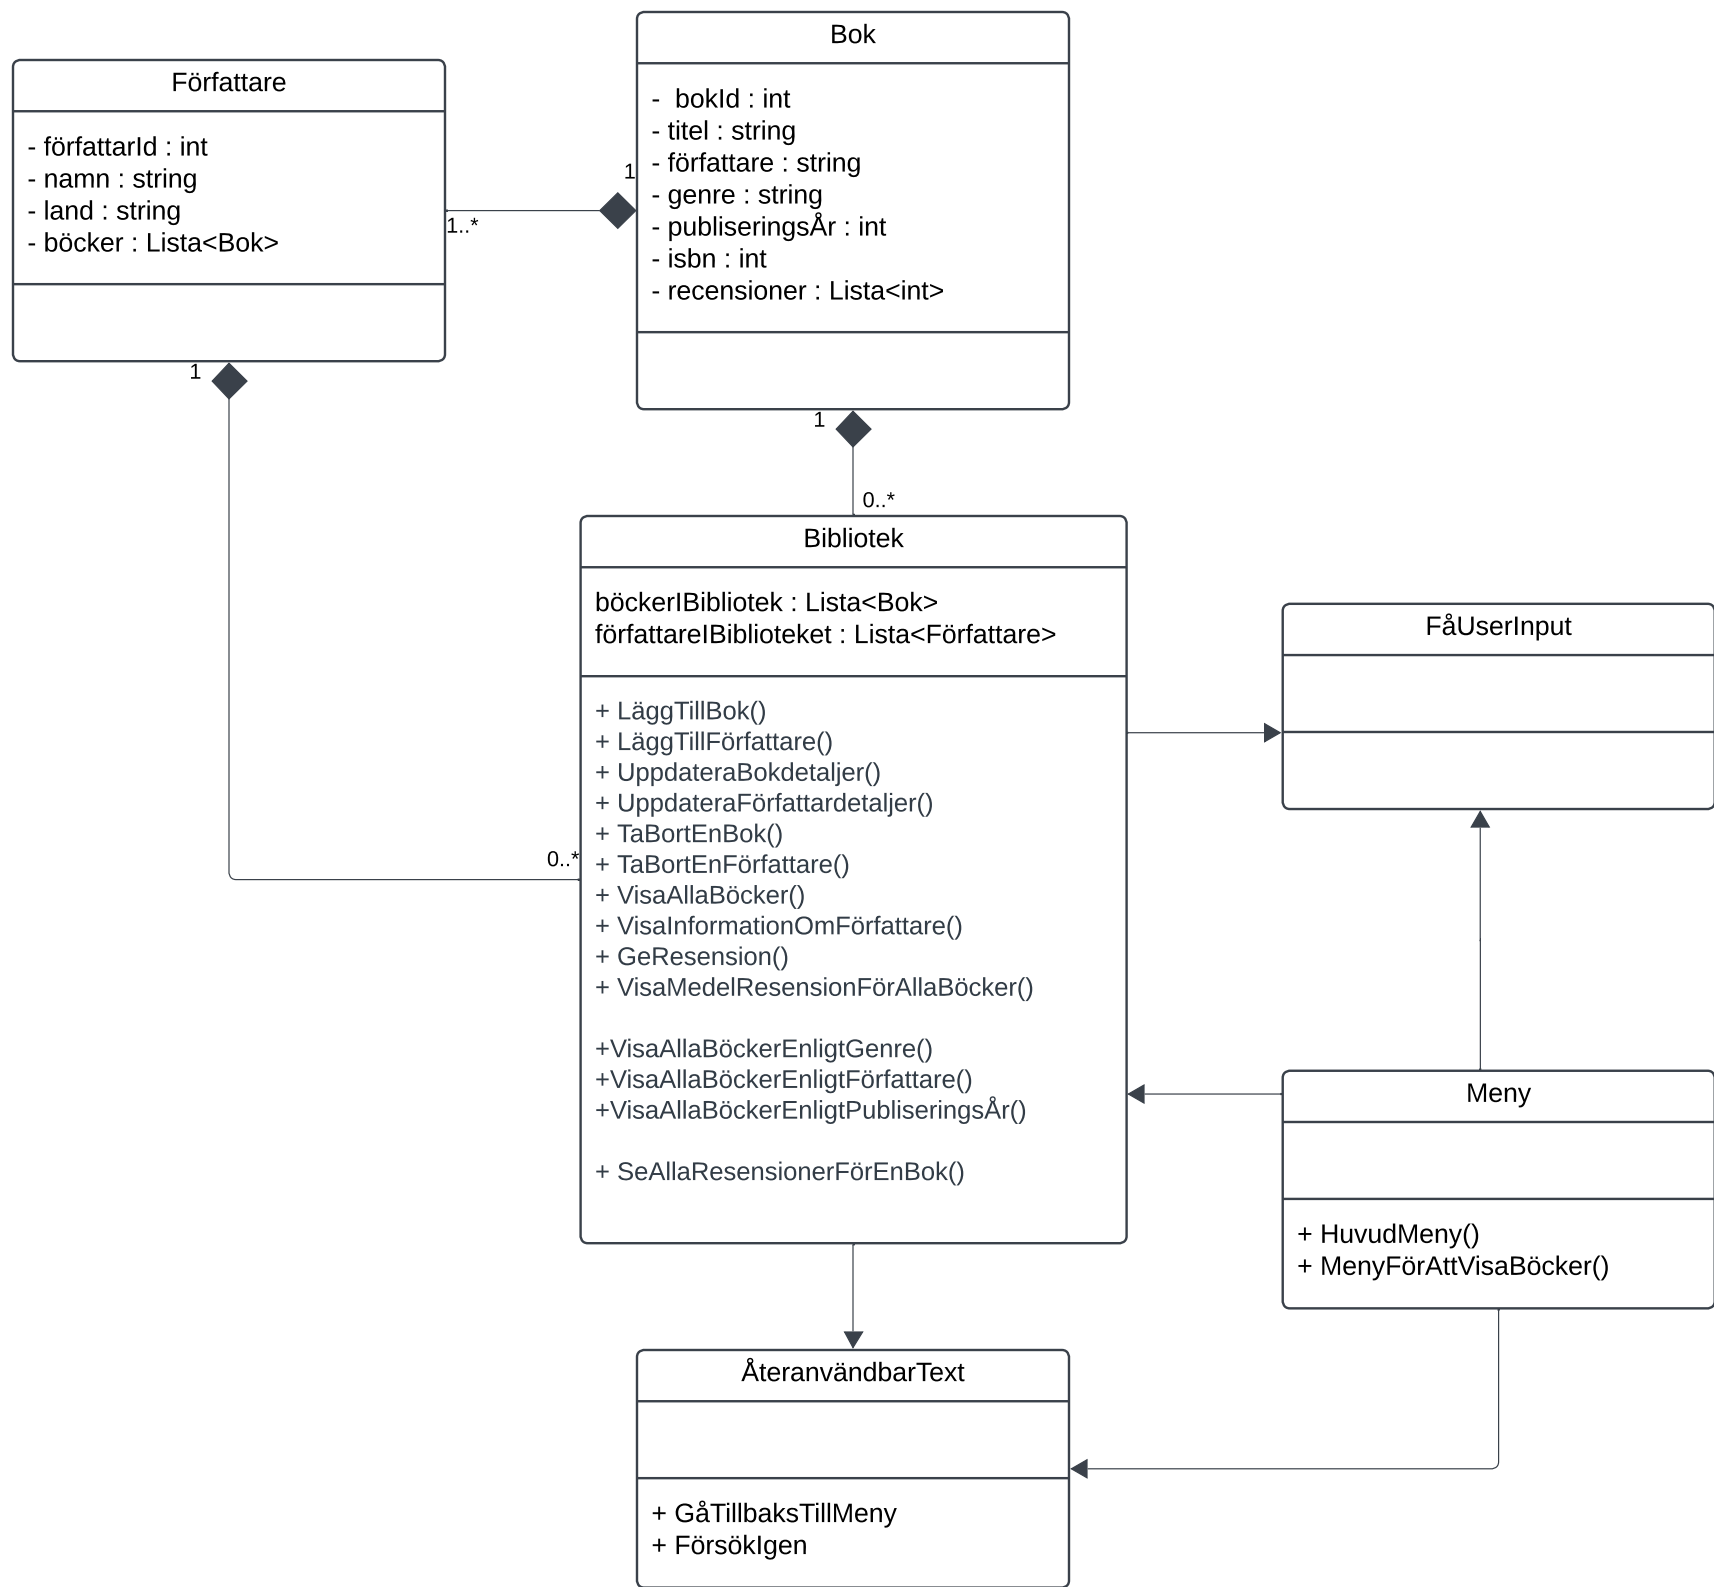 Bok
-  bokId : int
- titel : string
- författare : string
- genre : string
- publiseringsÅr : int
- isbn : int
- recensioner : Lista<int>
Författare
- författarId : int
- namn : string
- land : string
- böcker : Lista<Bok>
1
1..*
1
1
0..*
0..*
Bibliotek
böckerIBibliotek : Lista<Bok>
författareIBiblioteket : Lista<Författare>
+ LäggTillBok()
+ LäggTillFörfattare()
+ UppdateraBokdetaljer()
+ UppdateraFörfattardetaljer()
+ TaBortEnBok()
+ TaBortEnFörfattare()
+ VisaAllaBöcker()
+ VisaInformationOmFörfattare()
+ GeResension()
+ VisaMedelResensionFörAllaBöcker()
+VisaAllaBöckerEnligtGenre()
+VisaAllaBöckerEnligtFörfattare()
+VisaAllaBöckerEnligtPubliseringsÅr()
+ SeAllaResensionerFörEnBok()
FåUserInput
Meny
+ HuvudMeny()
+ MenyFörAttVisaBöcker()
ÅteranvändbarText
+ GåTillbaksTillMeny
+ FörsökIgen